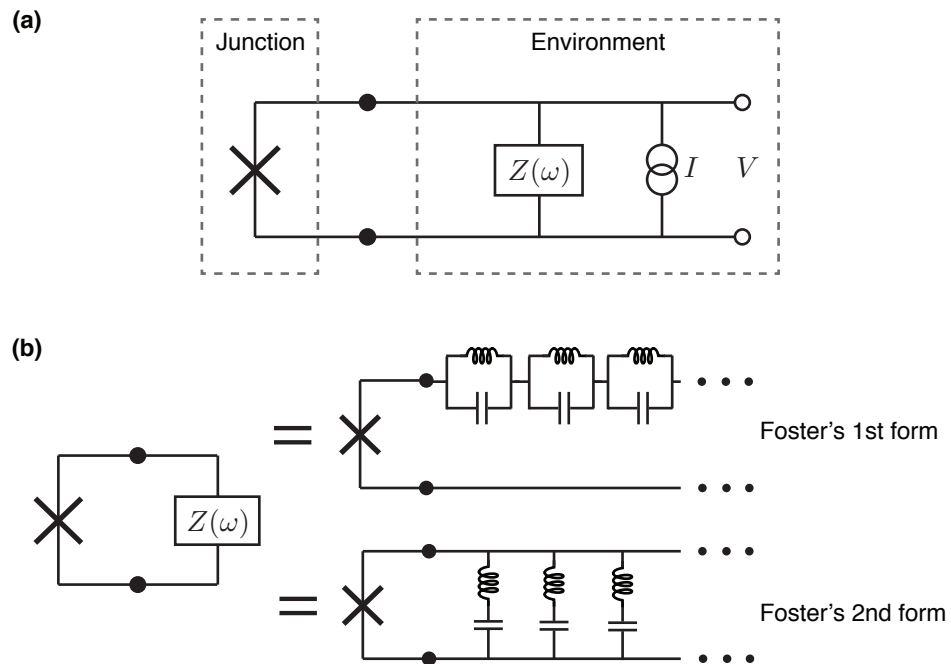 (a)
Junction
Environment
Z(ω)
I
V
(b)
Foster's 1st form
Z(ω)
Foster's 2nd form